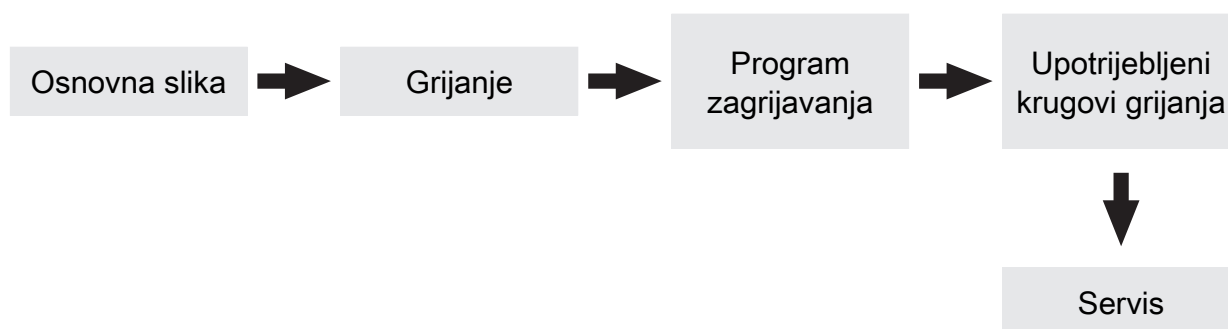 Osnovna slika
Grijanje
Program
zagrijavanja
Upotrijebljeni
krugovi grijanja
Servis